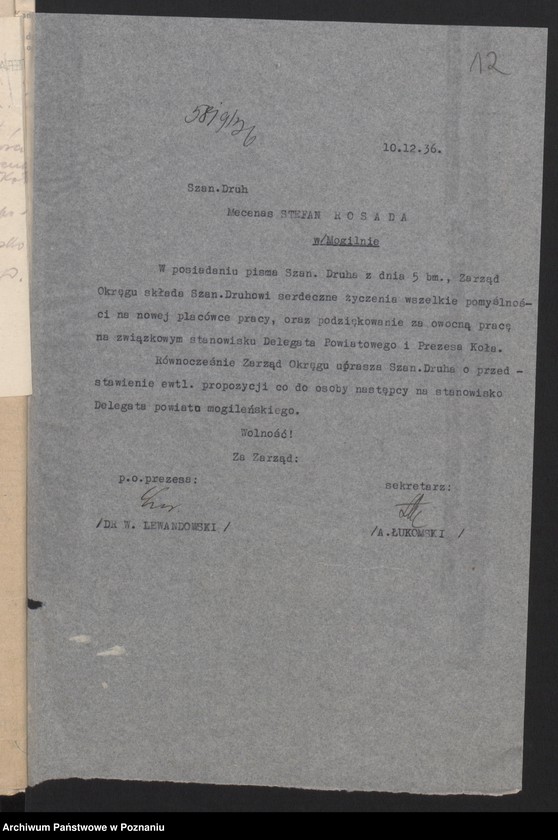 12
58/9/36
10.12.36.
Szan.Druh
Mecenas STEFAN R O S A D A
w/Mogilnie
W posiadaniu pisma Szan. Druha z dnia 5 bm., Zarząd
Okręgu składa Szan.Druhowi serdeczne życzenia wszelkie pomyślnoś-
ci na nowej placówce pracy, oraz podziękowanie za owocną pracę
na związkowym stanowisku Delegata Powiatowego i Prezesa Koła.
Równocześnie Zarząd Okręgu uprasza Szan.Druha o przed -
stawienie ewtl. propozycji co do osoby następcy na stanowisko
Delegata powiatu mogileńskiego.
Wolność!
Za Zarząd:
p.o.prezesa:
sekretarz:
/DR W. LEWANDOWSKI /
/A.ŁUKOMSKI /
Archiwum Państwowe w Poznaniu